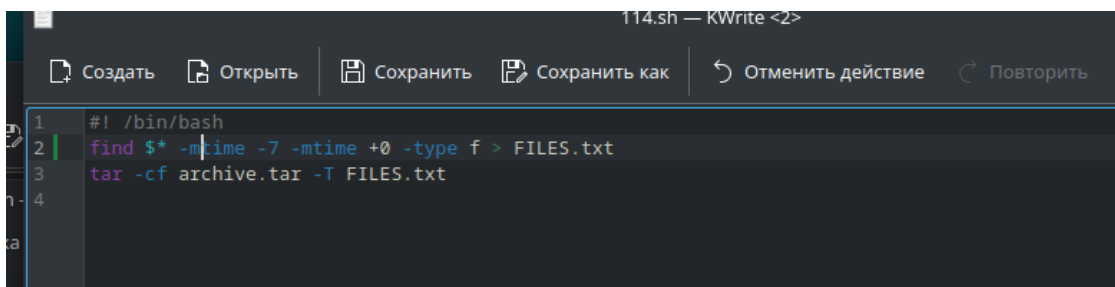 114.sh — KWrite <2>
Создать Открыть Сохранить Сохранить как Отменить действие Повторить
1 #! /bin/bash
2 find $* -mtime -7 -mtime +0 -type f > FILES.txt
3 tar -cf archive.tar -T FILES.txt
4